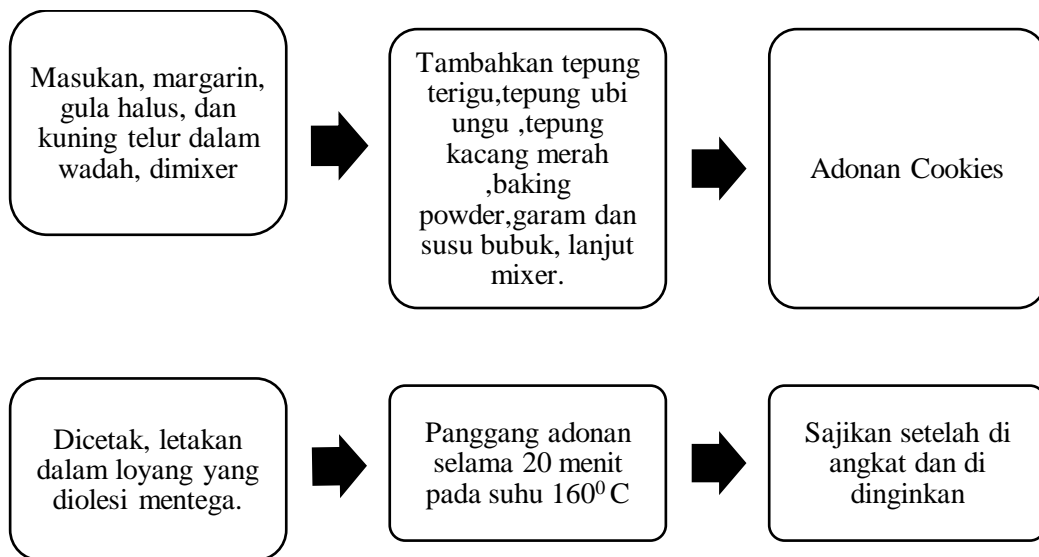 Masukan, margarin,
gula halus, dan
kuning telur dalam
wadah, dimixer
Tambahkan tepung
terigu,tepung ubi
ungu ,tepung
kacang merah
,baking
powder,garam dan
susu bubuk, lanjut
mixer.
Adonan Cookies
Dicetak, letakan
dalam loyang yang
diolesi mentega.
Panggang adonan
selama 20 menit
pada suhu 160⁰ C
Sajikan setelah di
angkat dan di
dinginkan